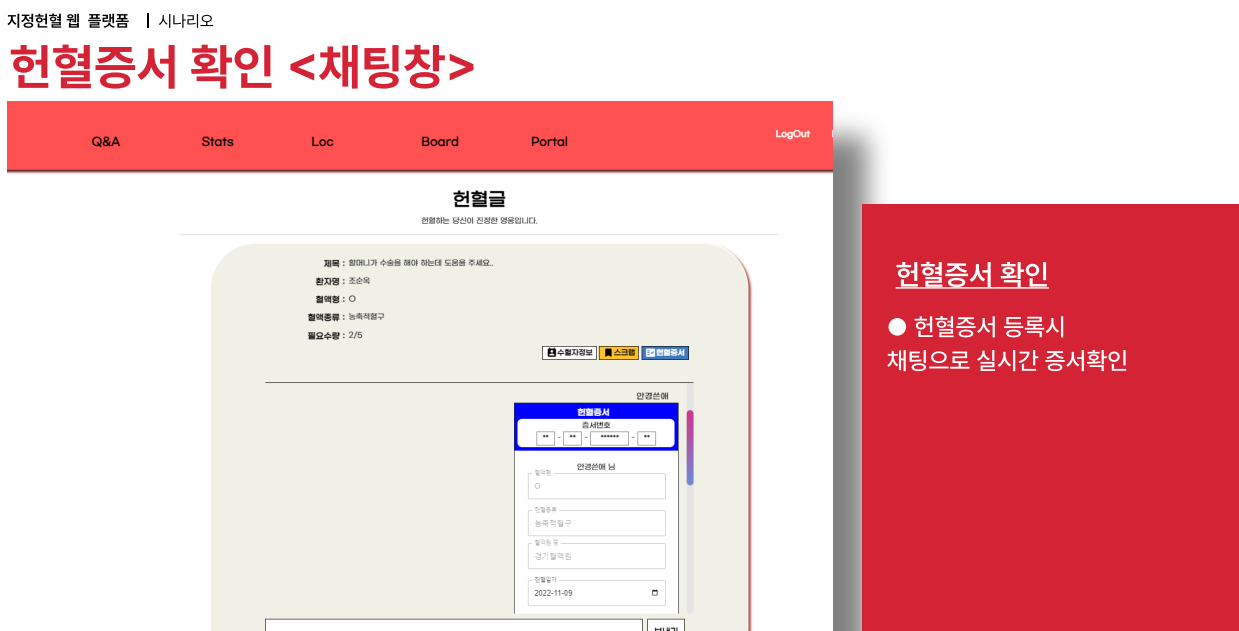 지정헌혈 웹 플랫폼 | 시나리오
헌혈증서 확인 <채팅창>
Q&A Stats Loc Board Portal LogOut
헌혈글
헌혈하는 당신이 진정한 영웅입니다.
제목 : 할머니가 수술을 해야 하는데 도움을 주세요..
환자명 : 조순옥
혈액형 : O
혈액종류 : 농축적혈구
필요수량 : 2/5
수혈자정보 스크랩 헌혈증서
안경쓴애
헌혈증서
증서번호
** - ** - ****** - **
안경쓴애 님
혈액형
O
헌혈종류
농축적혈구
혈액원 명
경기혈액원
헌혈일자
2022-11-09
보내기
헌혈증서 확인
● 헌혈증서 등록시
채팅으로 실시간 증서확인